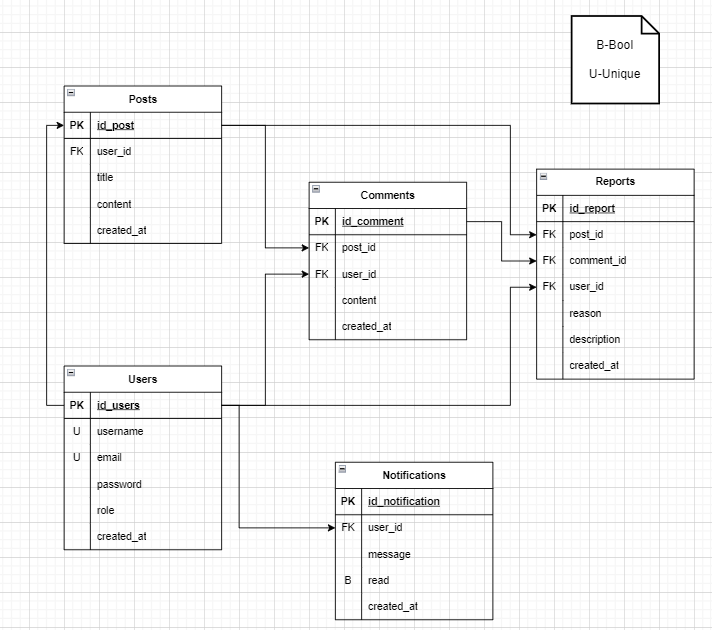 B-Bool
U-Unique
Posts
PK id_post
FK user_id
title
content
created_at
Comments
PK id_comment
FK post_id
FK user_id
content
created_at
Reports
PK id_report
FK post_id
FK comment_id
FK user_id
reason
description
created_at
Users
PK id_users
U username
U email
password
role
created_at
Notifications
PK id_notification
FK user_id
message
B read
created_at